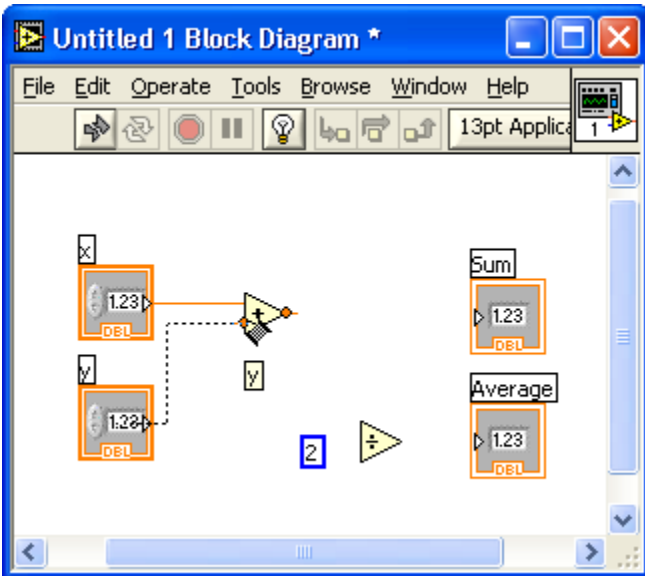 Untitled 1 Block Diagram *
File Edit Operate Tools Browse Window Help
13pt Applica
1
x
1.23
DBL
Sum
1.23
DBL
+
y
1.23
DBL
y
Average
1.23
DBL
2
÷